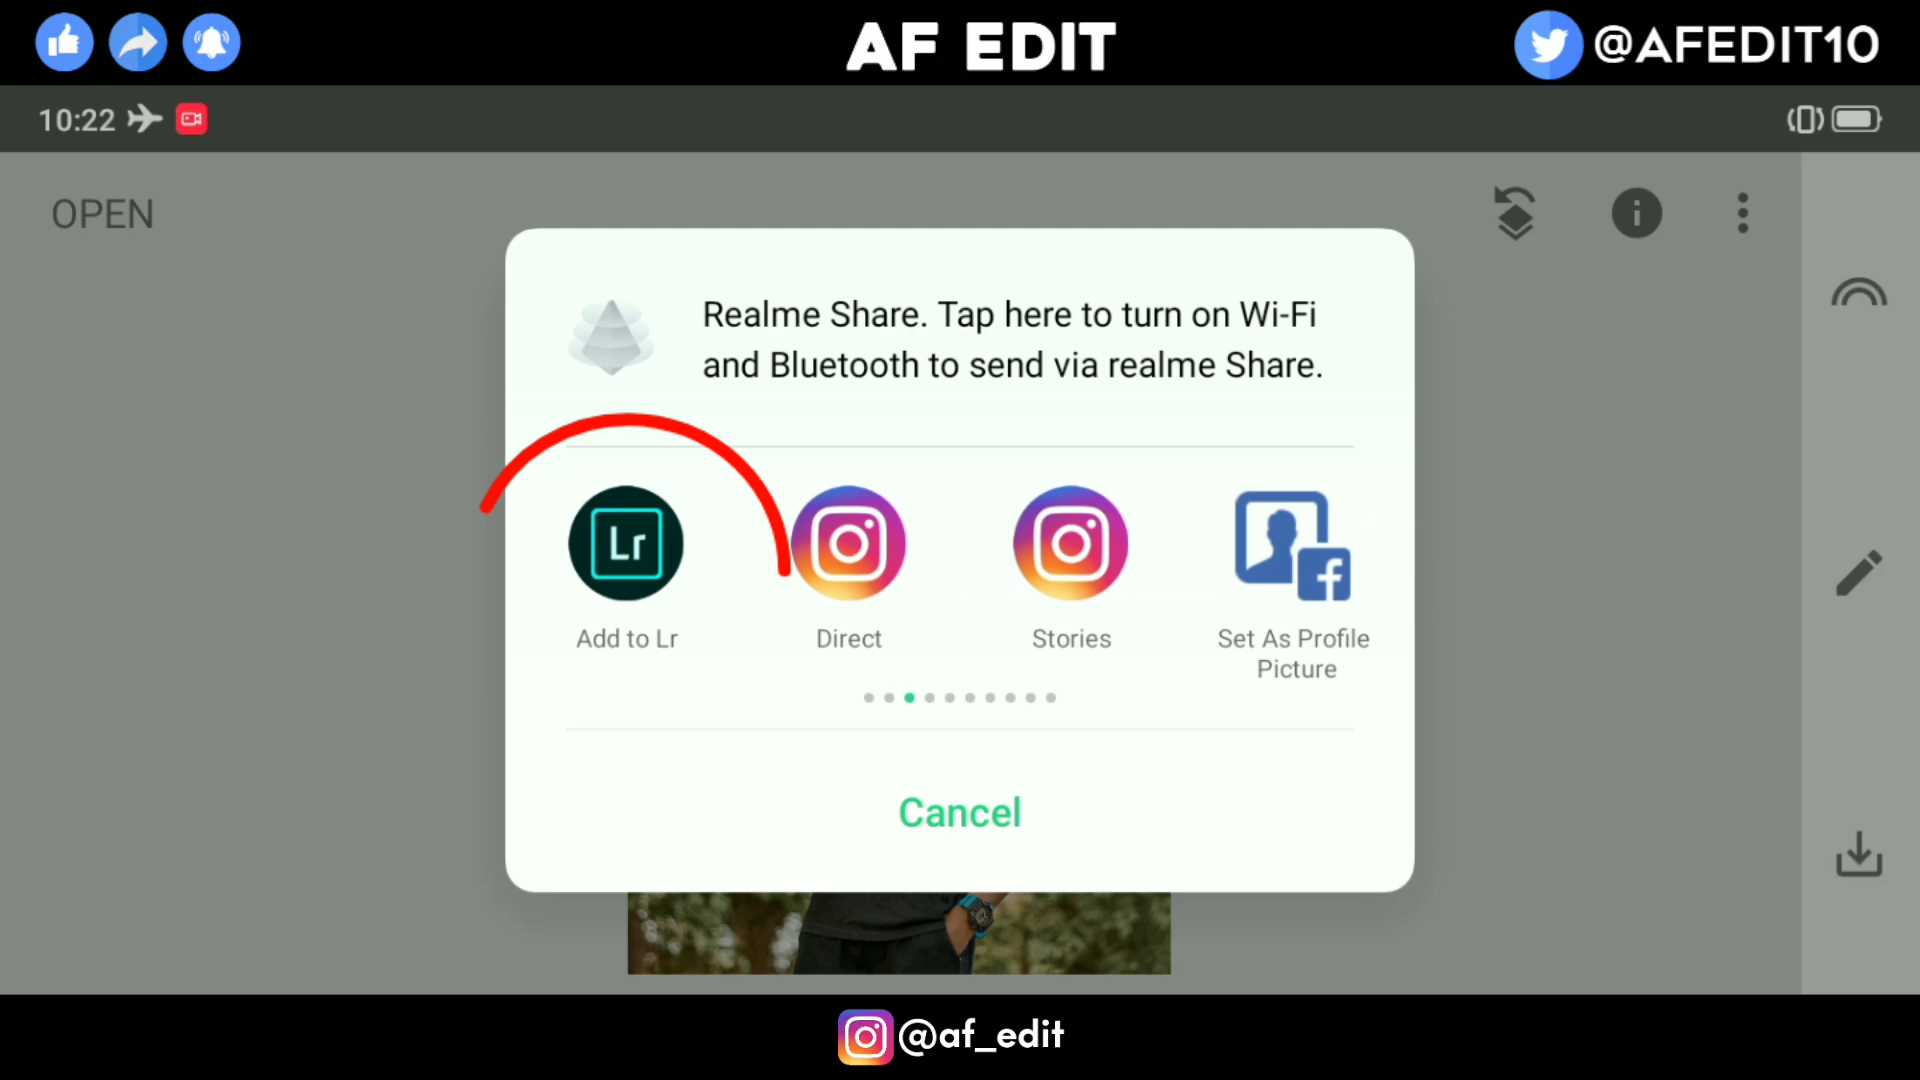 AF EDIT
@AFEDIT10
10:22
OPEN
Realme Share. Tap here to turn on Wi-Fi
and Bluetooth to send via realme Share.
Lr
Add to Lr
Direct
Stories
Set As Profile
Picture
Cancel
@af_edit